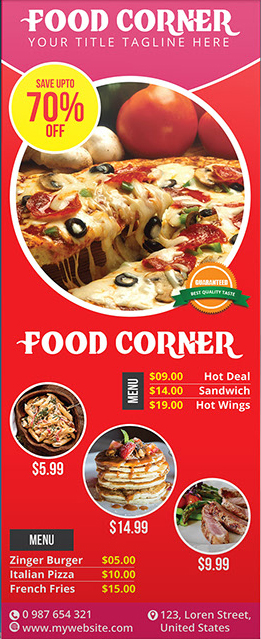 FOOD CORNER
YOUR TITLE TAGLINE HERE
SAVE UPTO
70%
OFF
GUARANTEED
BEST QUALITY TASTE
FOOD CORNER
MENU
$09.00 Hot Deal
$14.00 Sandwich
$19.00 Hot Wings
$5.99
$14.99
$9.99
MENU
Zinger Burger $05.00
Italian Pizza $10.00
French Fries $15.00
0 987 654 321
www.mywebsite.com
123, Loren Street,
United States